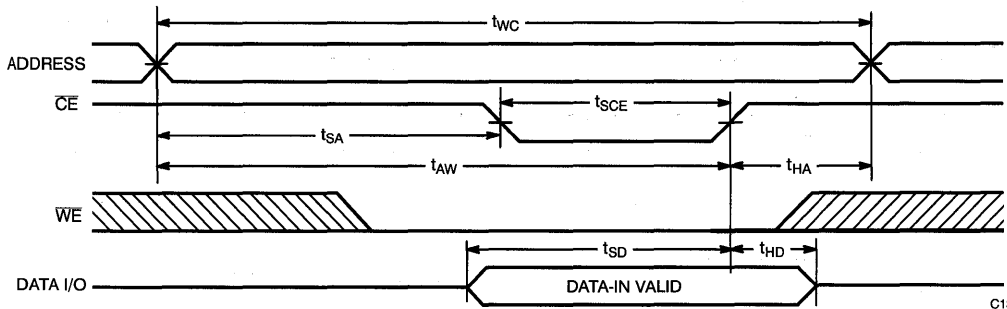 tWC
ADDRESS
CE
tSCE
tSA
tAW
tHA
WE
tSD
tHD
DATA I/O
DATA-IN VALID